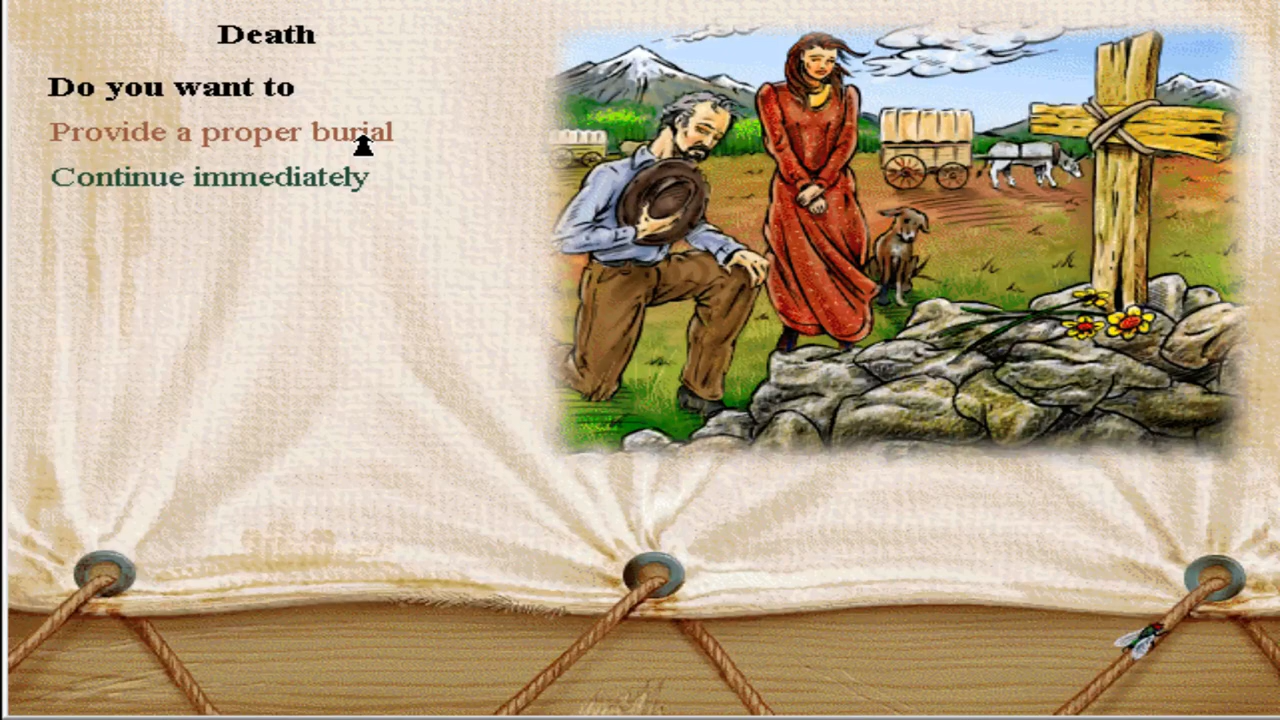 Death
Do you want to
Provide a proper burial
Continue immediately